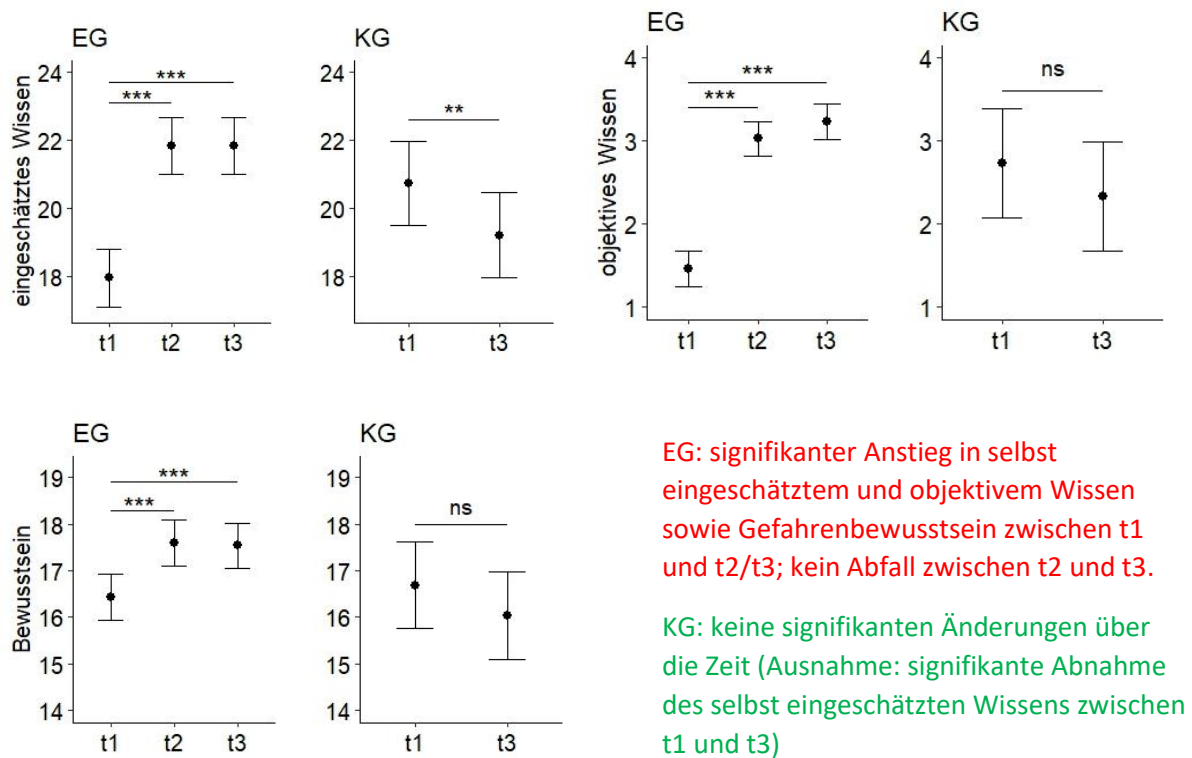 EG
eingeschätztes Wissen
24
22
20
18
***
***
t1 t2 t3
KG
24
22
20
18
**
t1 t3
EG
objektives Wissen
4
3
2
1
***
***
t1 t2 t3
KG
4
3
2
1
ns
t1 t3
EG
Bewusstsein
19
18
17
16
15
14
***
***
t1 t2 t3
KG
19
18
17
16
15
14
ns
t1 t3
EG: signifikanter Anstieg in selbst
eingeschätztem und objektivem Wissen
sowie Gefahrenbewusstsein zwischen t1
und t2/t3; kein Abfall zwischen t2 und t3.
KG: keine signifikanten Änderungen über
die Zeit (Ausnahme: signifikante Abnahme
des selbst eingeschätzten Wissens zwischen
t1 und t3)